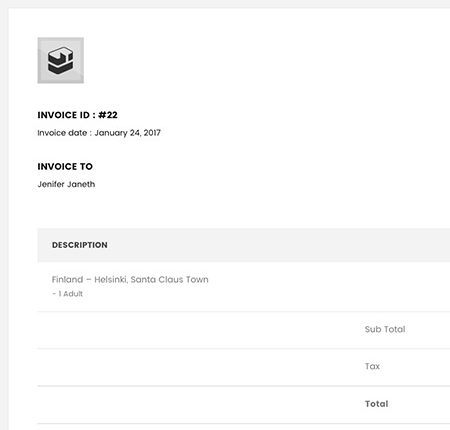 INVOICE ID : #22
Invoice date : January 24, 2017
INVOICE TO
Jenifer Janeth
DESCRIPTION
Finland – Helsinki, Santa Claus Town
- 1 Adult
Sub Total
Tax
Total